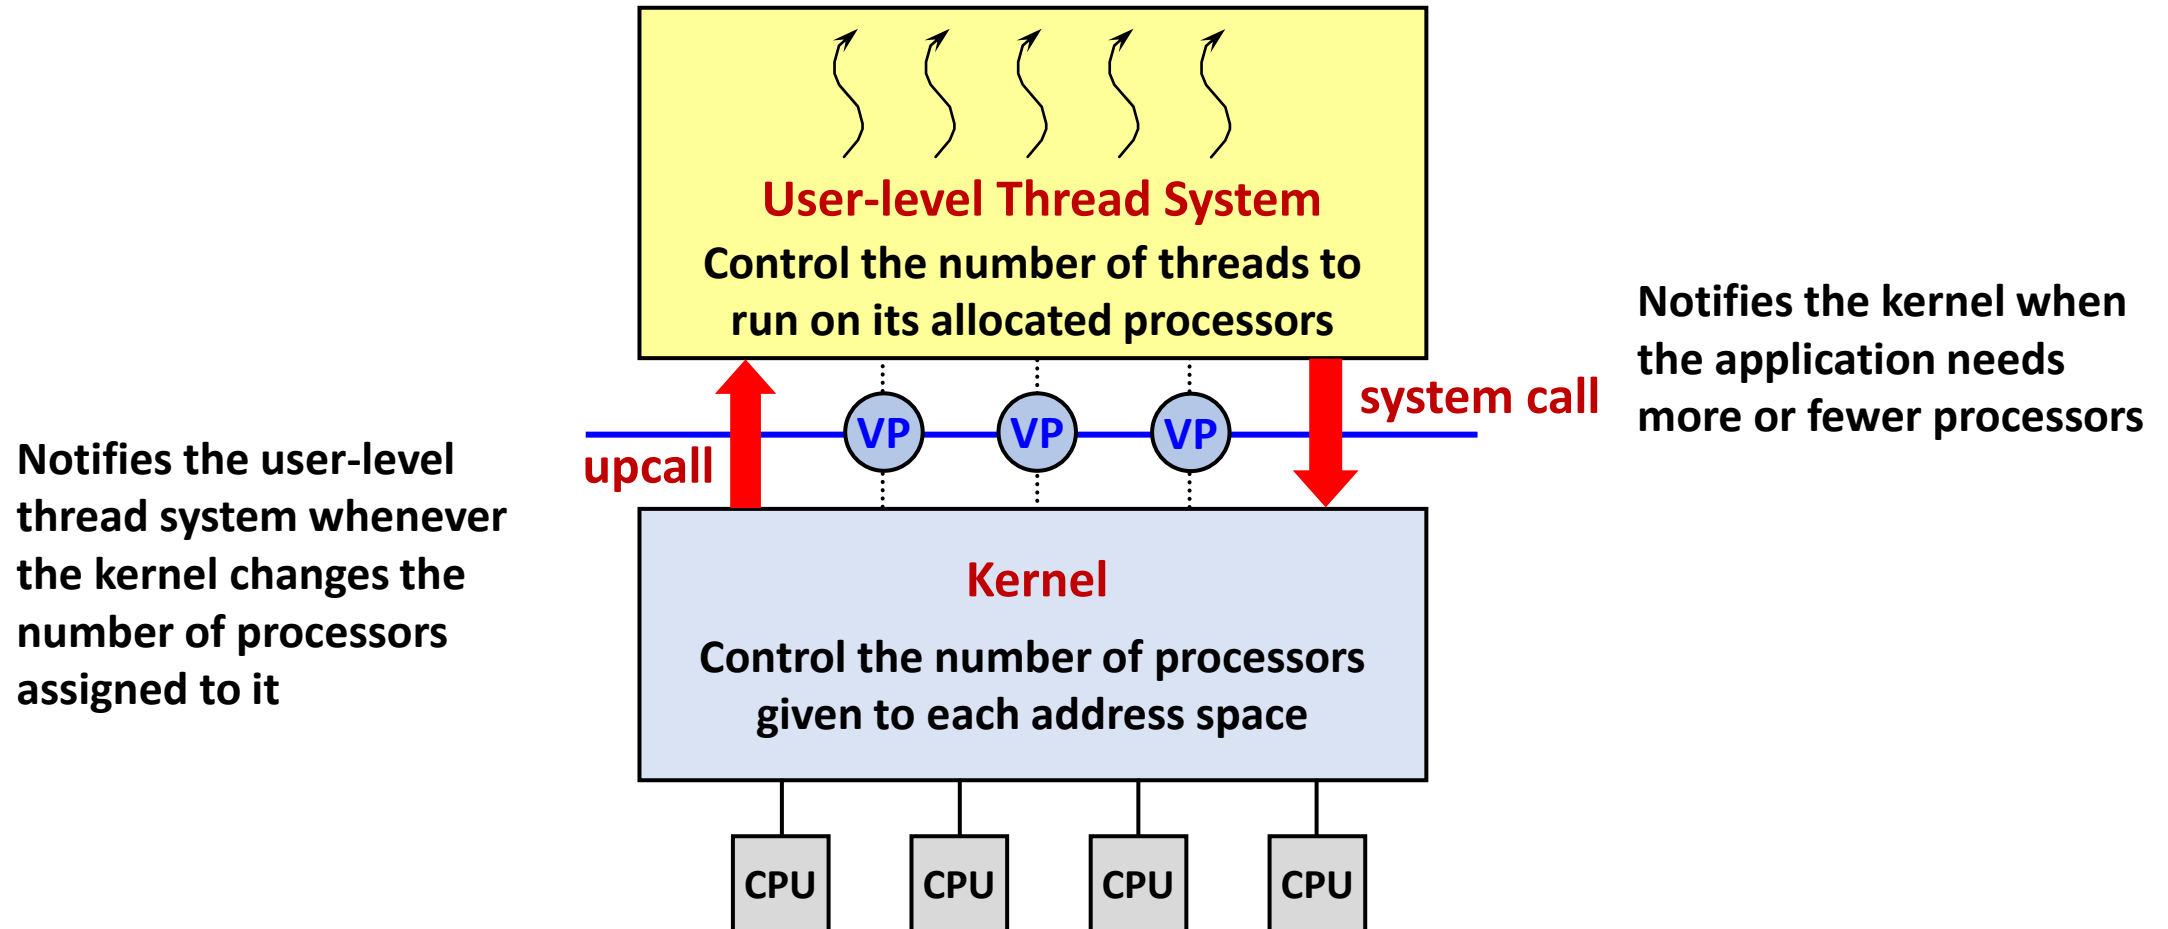 User-level Thread System
Control the number of threads to
run on its allocated processors
Notifies the kernel when
the application needs
more or fewer processors
system call
VP
VP
VP
upcall
Notifies the user-level
thread system whenever
the kernel changes the
number of processors
assigned to it
Kernel
Control the number of processors
given to each address space
CPU
CPU
CPU
CPU